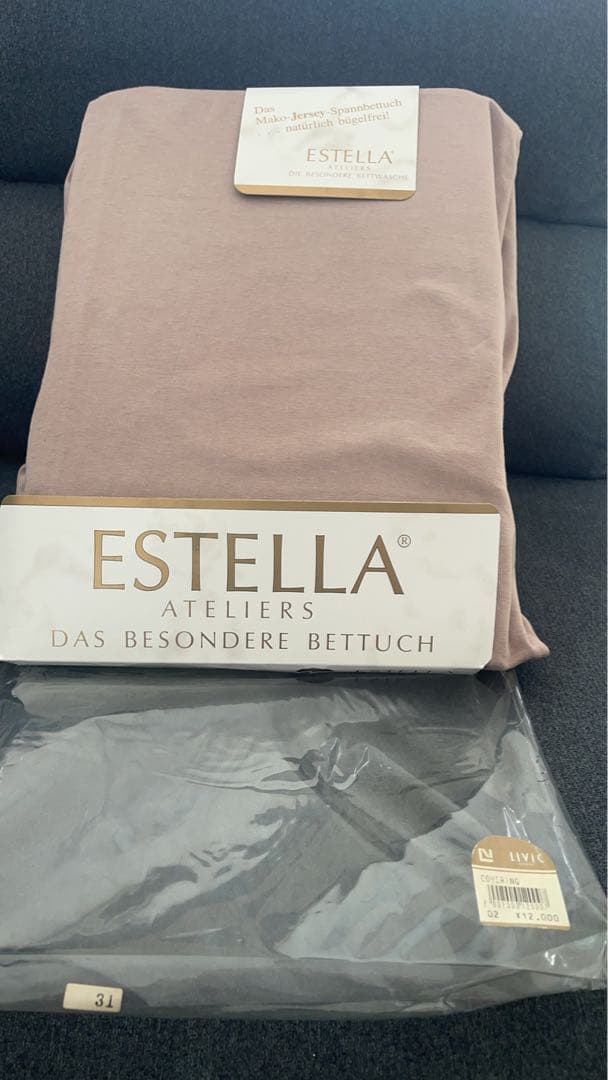 Das
Mako-Jersey-Spannbettuch
natürlich bügelfrei!
ESTELLA
ATELIERS
DIE BESONDERE BETTWÄSCHE
ESTELLA®
ATELIERS
DAS BESONDERE BETTUCH
LIVIC
COVERING
02 ¥12.000
31